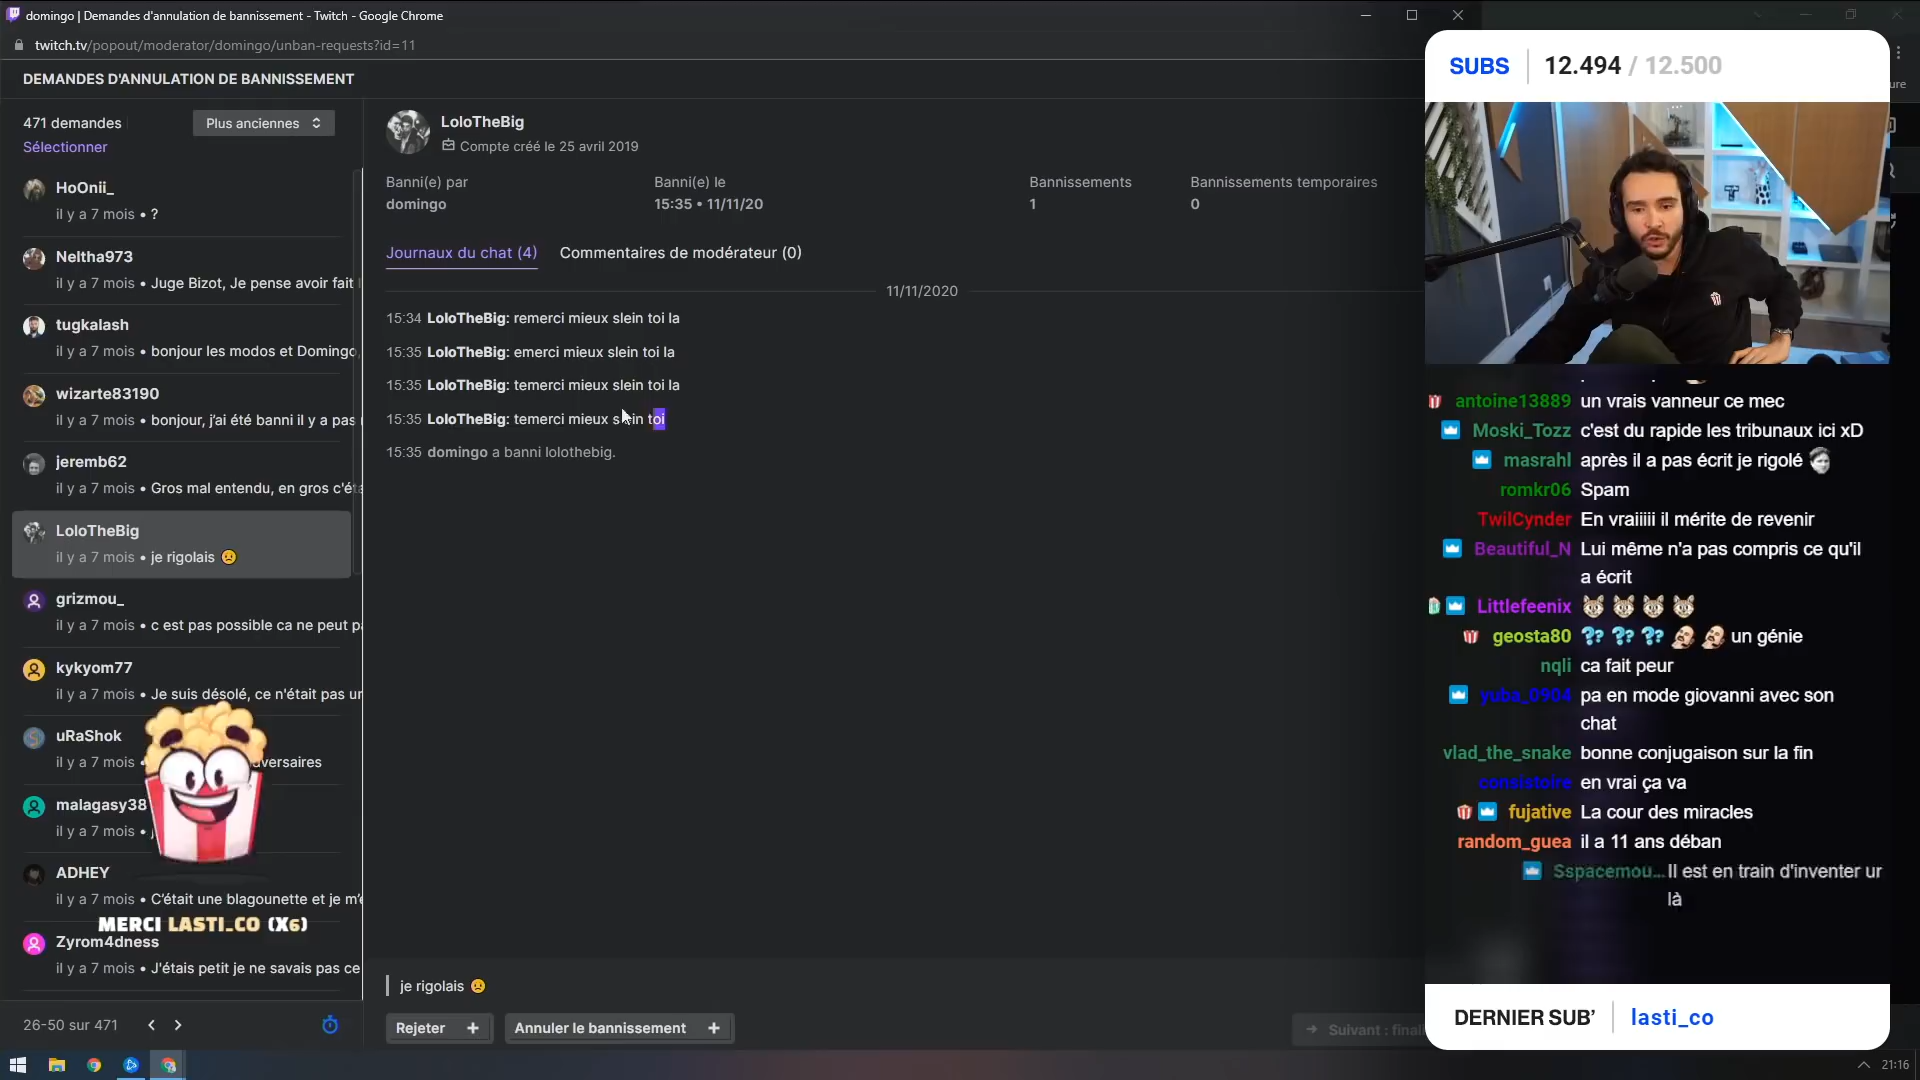 domingo | Demandes d'annulation de bannissement - Twitch - Google Chrome
twitch.tv/popout/moderator/domingo/unban-requests?id=11
DEMANDES D'ANNULATION DE BANNISSEMENT
471 demandes
Plus anciennes
Sélectionner
HoOnii_
il y a 7 mois • ?
Neltha973
il y a 7 mois • Juge Bizot, Je pense avoir fait
tugkalash
il y a 7 mois • bonjour les modos et Domingo,
wizarte83190
il y a 7 mois • bonjour, j'ai été banni il y a pas
jeremb62
il y a 7 mois • Gros mal entendu, en gros c'éta
LoloTheBig
il y a 7 mois • je rigolais 😟
grizmou_
il y a 7 mois • c est pas possible ca ne peut pa
kykyom77
il y a 7 mois • Je suis désolé, ce n'était pas un
uRaShok
il y a 7 mois • dversaires
malagasy38
il y a 7 mois •
ADHEY
il y a 7 mois • C'était une blagounette et je m'e
MERCI LASTI_CO (X6)
Zyrom4dness
il y a 7 mois • J'étais petit je ne savais pas ce
26-50 sur 471
LoloTheBig
Compte créé le 25 avril 2019
Banni(e) par
domingo
Banni(e) le
15:35 • 11/11/20
Bannissements
1
Bannissements temporaires
0
Journaux du chat (4)
Commentaires de modérateur (0)
11/11/2020
15:34 LoloTheBig: remerci mieux slein toi la
15:35 LoloTheBig: emerci mieux slein toi la
15:35 LoloTheBig: temerci mieux slein toi la
15:35 LoloTheBig: temerci mieux slein toi
15:35 domingo a banni lolothebig.
je rigolais 😟
Rejeter +
Annuler le bannissement +
Suivant : final
SUBS 12.494 / 12.500
ure
antoine13889 un vrais vanneur ce mec
Moski_Tozz c'est du rapide les tribunaux ici xD
masrahl après il a pas écrit je rigolé
romkr06 Spam
TwilCynder En vraiiiii il mérite de revenir
Beautiful_N Lui même n'a pas compris ce qu'il
a écrit
Littlefeenix
geosta80 ?? ?? ?? un génie
nqli ca fait peur
yuba_0904 pa en mode giovanni avec son
chat
vlad_the_snake bonne conjugaison sur la fin
consistoire en vrai ça va
fujative La cour des miracles
random_guea il a 11 ans déban
Sspacemou... Il est en train d'inventer ur
là
DERNIER SUB' lasti_co
21:16